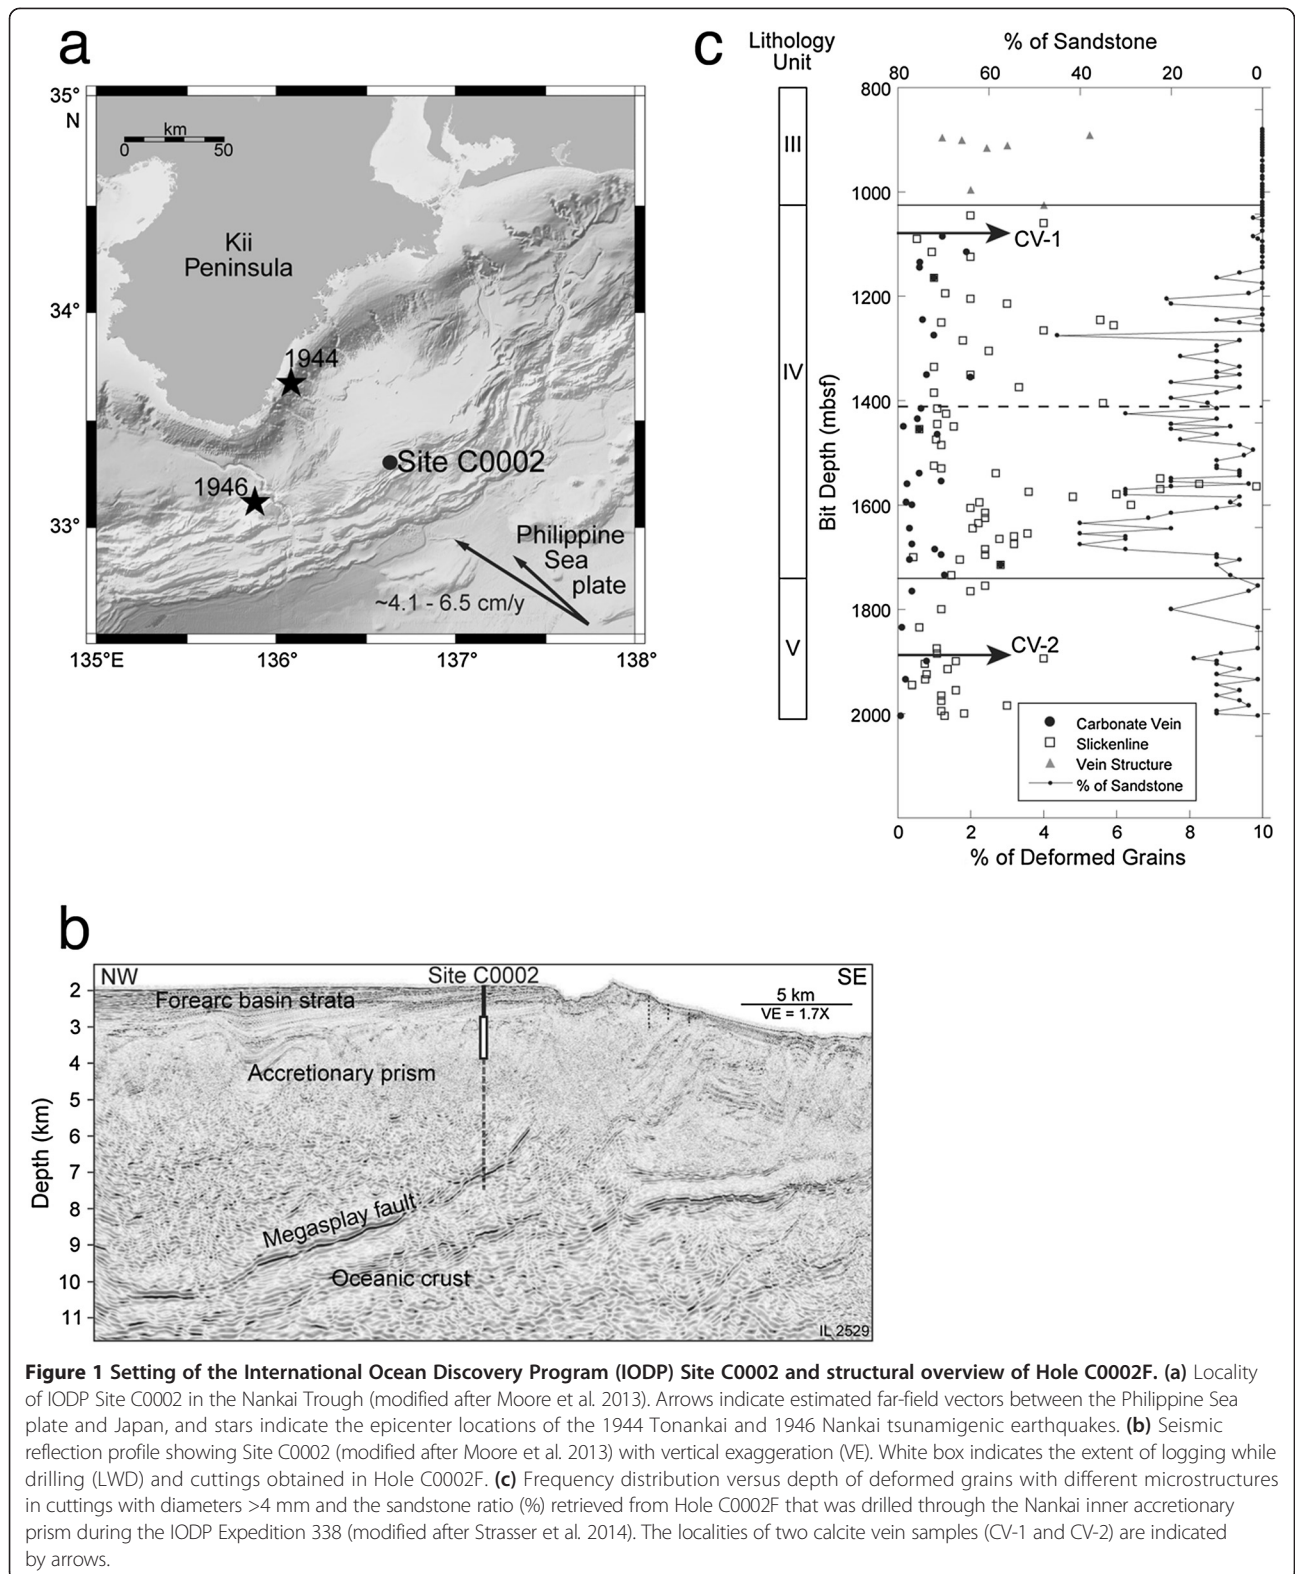 a
35°
N
km
0 50
Kii
Peninsula
34°
1944
Site C0002
1946
33°
Philippine
Sea
plate
~4.1 - 6.5 cm/y
135°E 136° 137° 138°
c
Lithology
Unit
% of Sandstone
80 60 40 20 0
800
III
1000
CV-1
1200
IV
Bit Depth (mbsf)
1400
1600
1800
V
CV-2
2000
Carbonate Vein
Slickenline
Vein Structure
% of Sandstone
0 2 4 6 8 10
% of Deformed Grains
b
NW Site C0002 SE
2
Forearc basin strata
5 km
VE = 1.7X
3
4
Accretionary prism
5
Depth (km)
6
7
8
Megasplay fault
9
10
Oceanic crust
11
IL 2529
Figure 1 Setting of the International Ocean Discovery Program (IODP) Site C0002 and structural overview of Hole C0002F. (a) Locality
of IODP Site C0002 in the Nankai Trough (modified after Moore et al. 2013). Arrows indicate estimated far-field vectors between the Philippine Sea
plate and Japan, and stars indicate the epicenter locations of the 1944 Tonankai and 1946 Nankai tsunamigenic earthquakes. (b) Seismic
reflection profile showing Site C0002 (modified after Moore et al. 2013) with vertical exaggeration (VE). White box indicates the extent of logging while
drilling (LWD) and cuttings obtained in Hole C0002F. (c) Frequency distribution versus depth of deformed grains with different microstructures
in cuttings with diameters >4 mm and the sandstone ratio (%) retrieved from Hole C0002F that was drilled through the Nankai inner accretionary
prism during the IODP Expedition 338 (modified after Strasser et al. 2014). The localities of two calcite vein samples (CV-1 and CV-2) are indicated
by arrows.